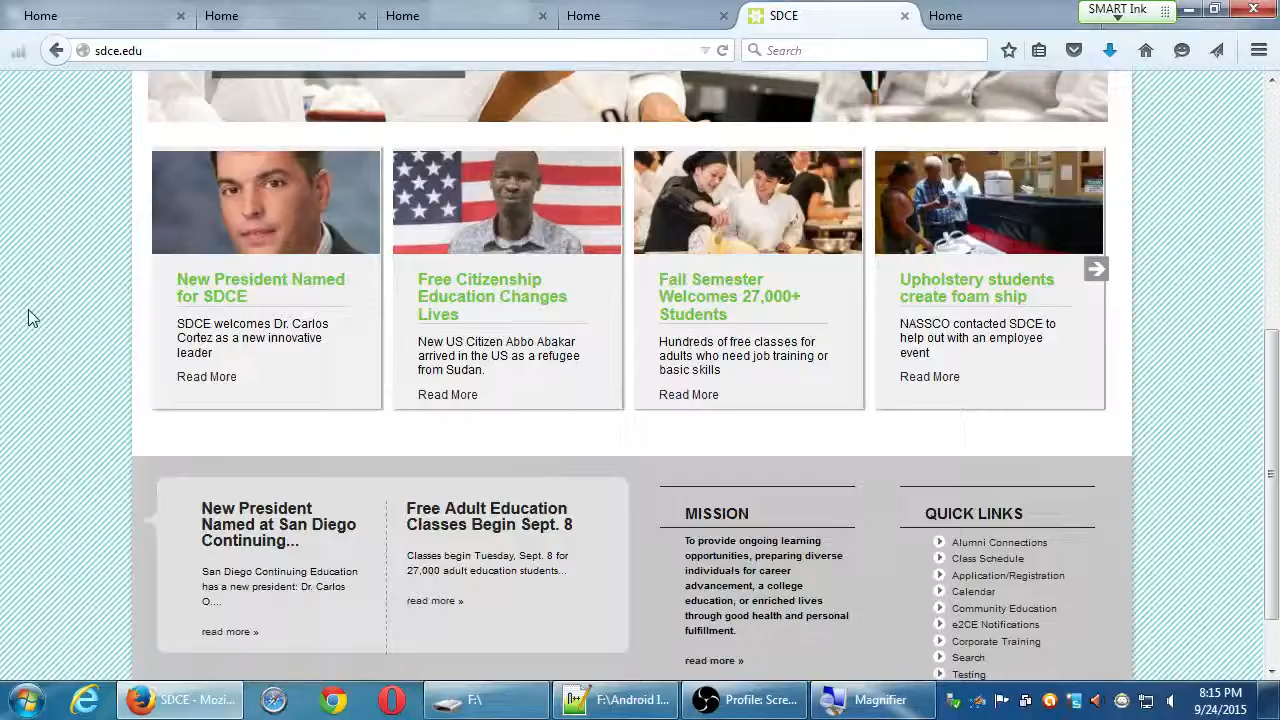 Home
Home
Home
Home
SDCE
Home
SMART Ink
sdce.edu
Search
New President Named
for SDCE
SDCE welcomes Dr. Carlos
Cortez as a new innovative
leader
Read More
Free Citizenship
Education Changes
Lives
New US Citizen Abbo Abakar
arrived in the US as a refugee
from Sudan.
Read More
Fall Semester
Welcomes 27,000+
Students
Hundreds of free classes for
adults who need job training or
basic skills
Read More
Upholstery students
create foam ship
NASSCO contacted SDCE to
help out with an employee
event
Read More
New President
Named at San Diego
Continuing...
San Diego Continuing Education
has a new president: Dr. Carlos
O....
read more »
Free Adult Education
Classes Begin Sept. 8
Classes begin Tuesday, Sept. 8 for
27,000 adult education students...
read more »
MISSION
To provide ongoing learning
opportunities, preparing diverse
individuals for career
advancement, a college
education, or enriched lives
through good health and personal
fulfillment.
read more »
QUICK LINKS
Alumni Connections
Class Schedule
Application/Registration
Calendar
Community Education
e2CE Notifications
Corporate Training
Search
Testing
SDCE - Mozi...
F:\
F:\Android I...
Profile: Scre...
Magnifier
8:15 PM
9/24/2015